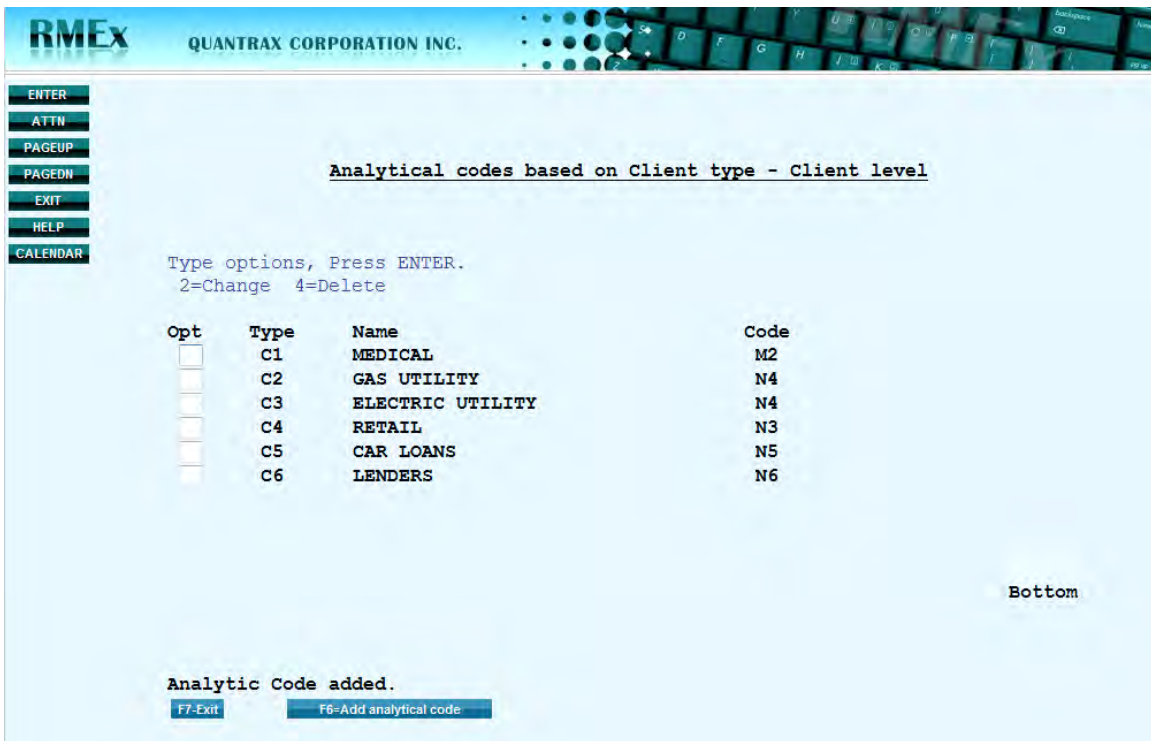 RMEx QUANTRAX CORPORATION INC.
ENTER
ATTN
PAGEUP
PAGEDN
EXIT
HELP
CALENDAR
Analytical codes based on Client type - Client level
Type options, Press ENTER.
2=Change 4=Delete
Opt Type Name Code
C1 MEDICAL M2
C2 GAS UTILITY N4
C3 ELECTRIC UTILITY N4
C4 RETAIL N3
C5 CAR LOANS N5
C6 LENDERS N6
Bottom
Analytic Code added.
F7-Exit F6=Add analytical code